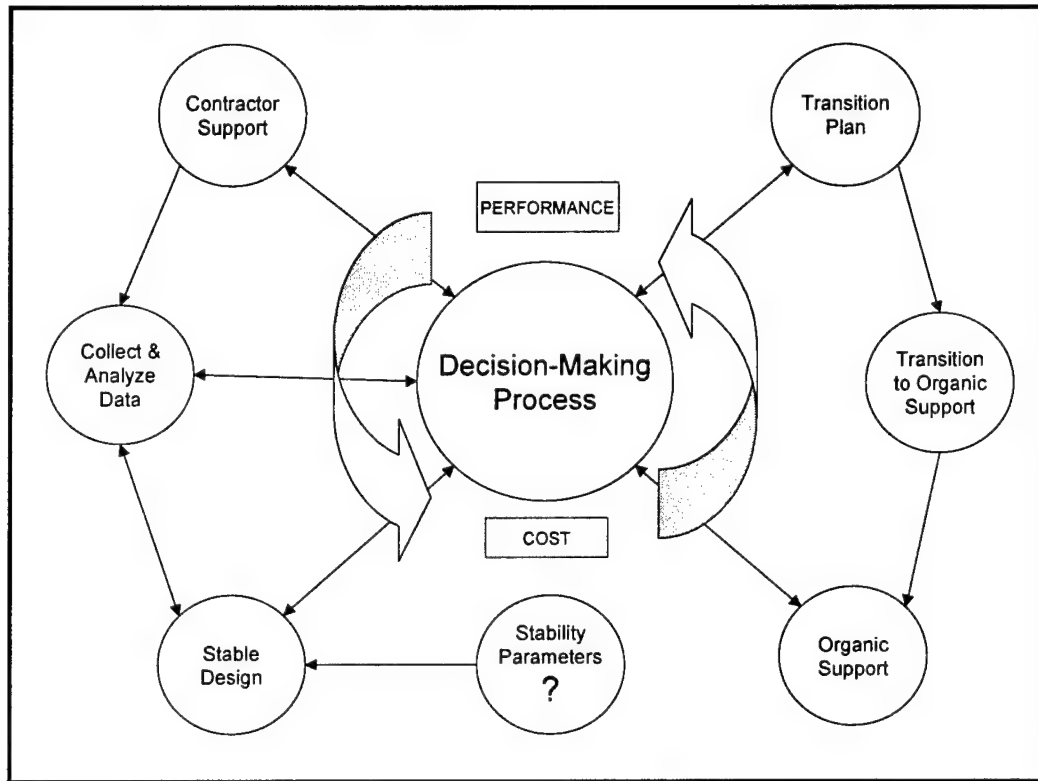 Contractor
Support
Transition
Plan
PERFORMANCE
Collect &
Analyze
Data
Decision-Making
Process
Transition
to Organic
Support
COST
Stable
Design
Stability
Parameters
?
Organic
Support